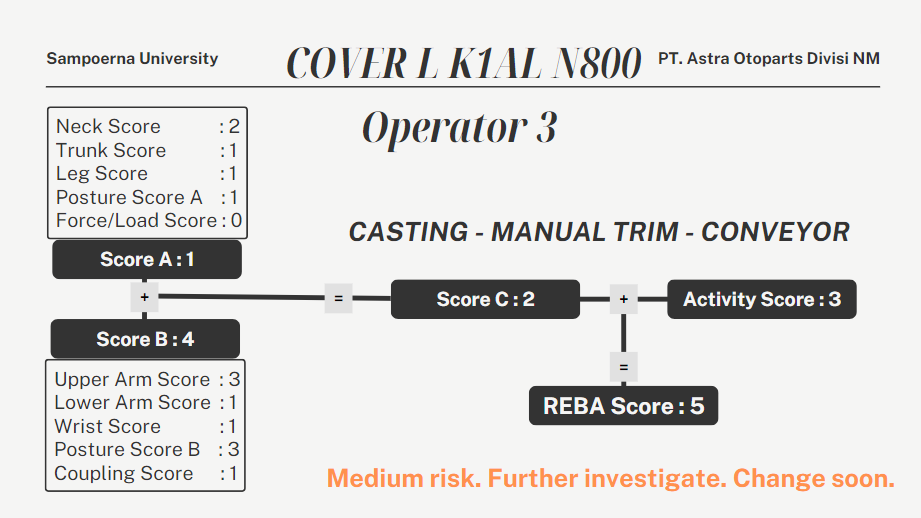 Sampoerna University
COVER L K1AL N800
PT. Astra Otoparts Divisi NM
Operator 3
Neck Score : 2
Trunk Score : 1
Leg Score : 1
Posture Score A : 1
Force/Load Score : 0
Score A : 1
CASTING - MANUAL TRIM - CONVEYOR
+
=
Score C : 2
+
Activity Score : 3
Score B : 4
=
REBA Score : 5
Upper Arm Score : 3
Lower Arm Score : 1
Wrist Score : 1
Posture Score B : 3
Coupling Score : 1
Medium risk. Further investigate. Change soon.